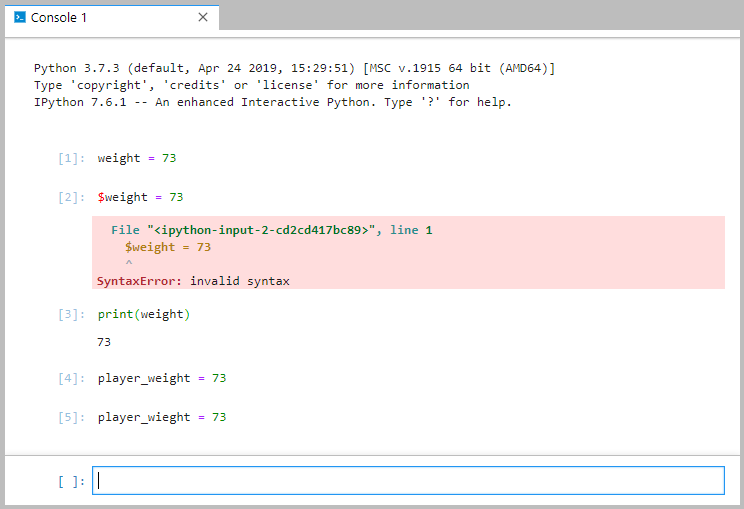 Console 1
Python 3.7.3 (default, Apr 24 2019, 15:29:51) [MSC v.1915 64 bit (AMD64)]
Type 'copyright', 'credits' or 'license' for more information
IPython 7.6.1 -- An enhanced Interactive Python. Type '?' for help.
[1]: weight = 73
[2]: $weight = 73
File "<ipython-input-2-cd2cd417bc89>", line 1
$weight = 73
^
SyntaxError: invalid syntax
[3]: print(weight)
73
[4]: player_weight = 73
[5]: player_wieght = 73
[ ]: